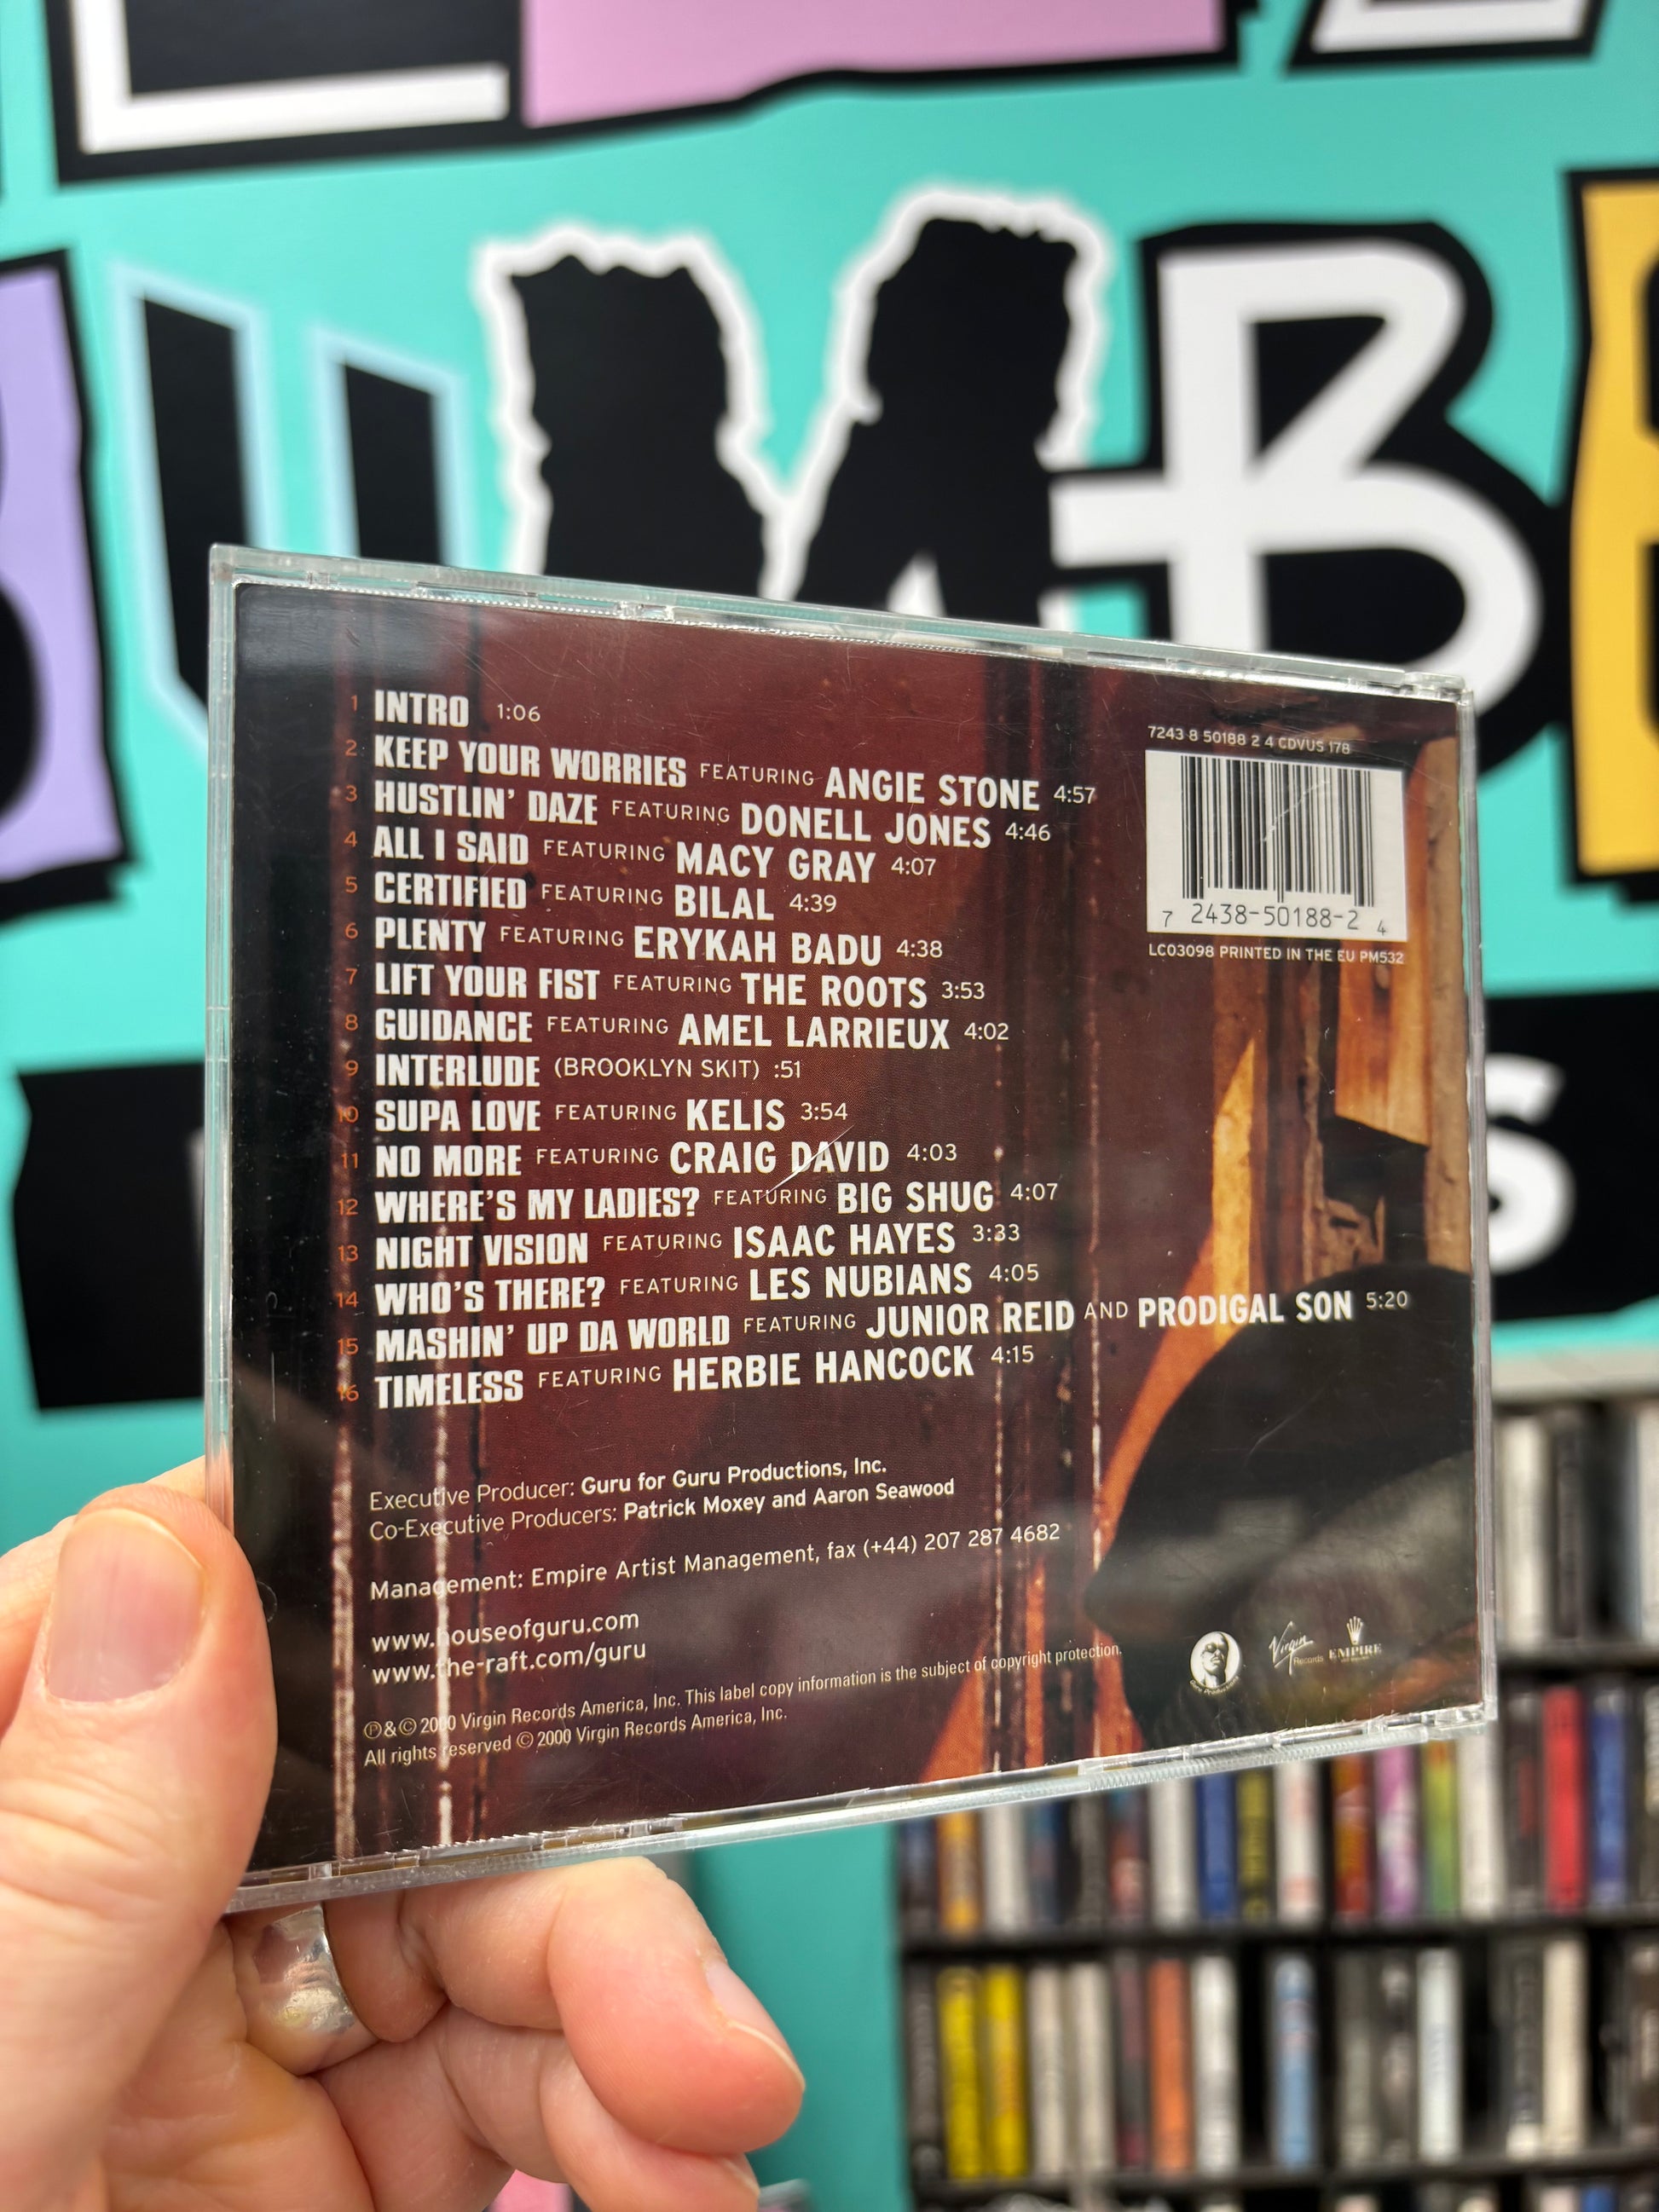 1 INTRO 1:06
2 KEEP YOUR WORRIES FEATURING ANGIE STONE 4:57
3 HUSTLIN' DAZE FEATURING DONELL JONES 4:46
4 ALL I SAID FEATURING MACY GRAY 4:07
5 CERTIFIED FEATURING BILAL 4:39
6 PLENTY FEATURING ERYKAH BADU 4:38
7 LIFT YOUR FIST FEATURING THE ROOTS 3:53
8 GUIDANCE FEATURING AMEL LARRIEUX 4:02
9 INTERLUDE (BROOKLYN SKIT) :51
10 SUPA LOVE FEATURING KELIS 3:54
11 NO MORE FEATURING CRAIG DAVID 4:03
12 WHERE'S MY LADIES? FEATURING BIG SHUG 4:07
13 NIGHT VISION FEATURING ISAAC HAYES 3:33
14 WHO'S THERE? FEATURING LES NUBIANS 4:05
15 MASHIN' UP DA WORLD FEATURING JUNIOR REID AND PRODIGAL SON 5:20
16 TIMELESS FEATURING HERBIE HANCOCK 4:15
7243 8 50188 2 4 CDVUS 178
7 2438-50188-2 4
LC03098 PRINTED IN THE EU PM532
Executive Producer: Guru for Guru Productions, Inc.
Co-Executive Producers: Patrick Moxey and Aaron Seawood
Management: Empire Artist Management, fax (+44) 207 287 4682
www.houseofguru.com
www.the-raft.com/guru
℗&© 2000 Virgin Records America, Inc. This label copy information is the subject of copyright protection.
All rights reserved © 2000 Virgin Records America, Inc.
Virgin Records
EMPIRE